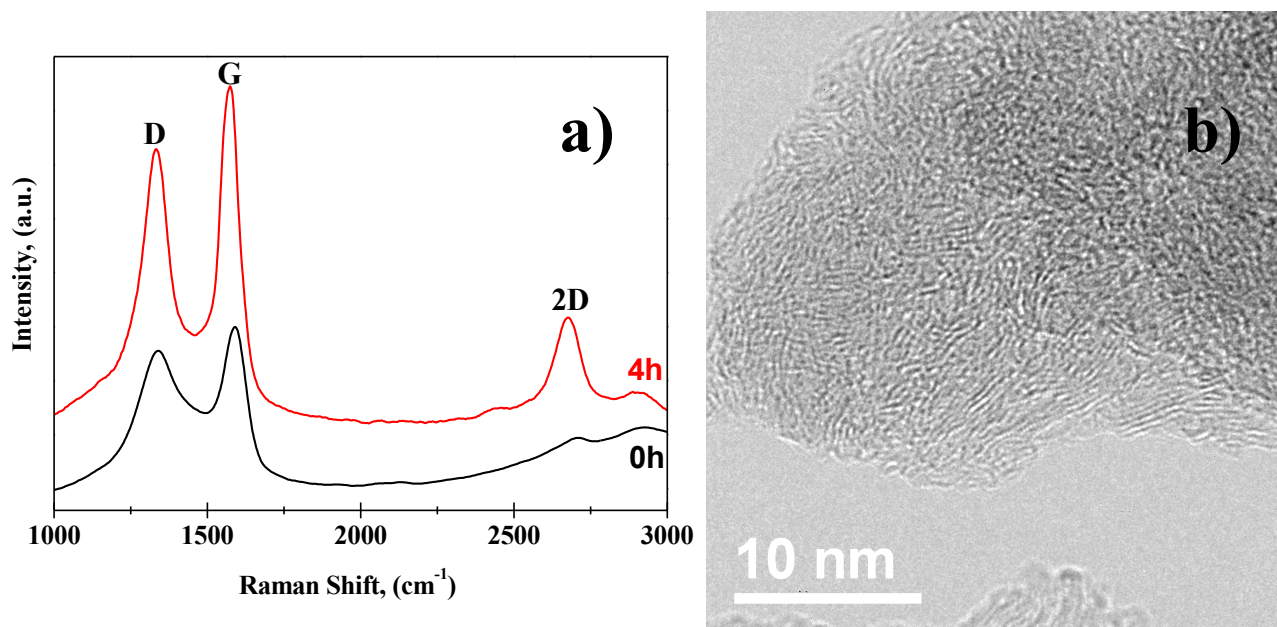 G
a)
D
2D
4h
0h
Intensity, (a.u.)
1000
1500
2000
2500
3000
Raman Shift, (cm⁻¹)
b)
10 nm